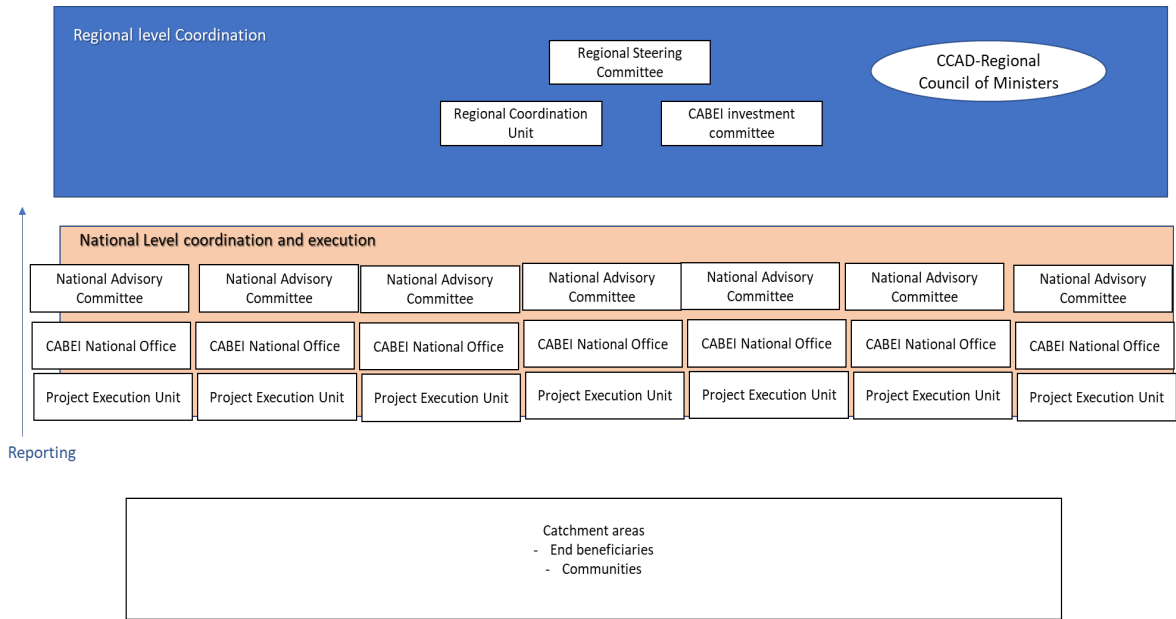 Regional level Coordination
Regional Steering
Committee
CCAD-Regional
Council of Ministers
Regional Coordination
Unit
CABEI investment
committee
National Level coordination and execution
National Advisory
Committee
National Advisory
Committee
National Advisory
Committee
National Advisory
Committee
National Advisory
Committee
National Advisory
Committee
National Advisory
Committee
CABEI National Office
CABEI National Office
CABEI National Office
CABEI National Office
CABEI National Office
CABEI National Office
CABEI National Office
Project Execution Unit
Project Execution Unit
Project Execution Unit
Project Execution Unit
Project Execution Unit
Project Execution Unit
Project Execution Unit
Reporting
Catchment areas
- End beneficiaries
- Communities